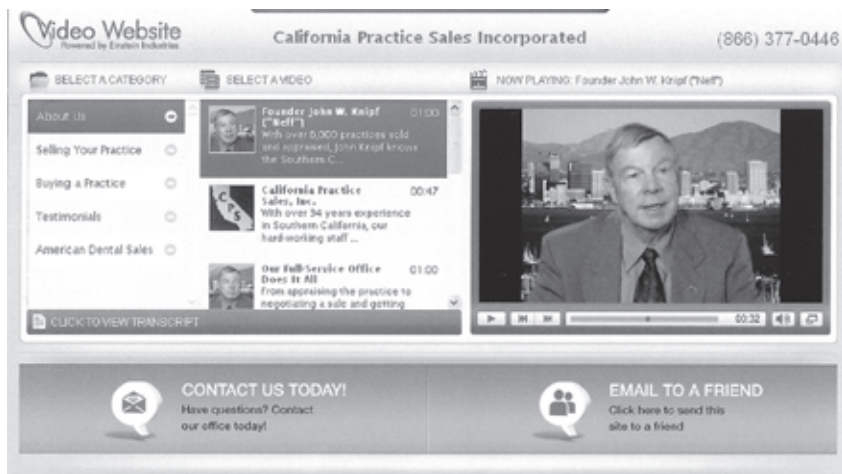 Video Website
Powered by Einstein Industries
California Practice Sales Incorporated
(866) 377-0446
SELECT A CATEGORY
SELECT A VIDEO
NOW PLAYING: Founder John W. Knipf ("Neff")
About Us
Selling Your Practice
Buying a Practice
Testimonials
American Dental Sales
Founder John W. Knipf 01:00
("Neff")
With over 6,000 practices sold
and appraised, John Knipf knows
the Southern C...
California Practice 00:47
Sales, Inc.
With over 34 years experience
in Southern California, our
hard-working staff ...
Our Full-Service Office 01:00
Does It All
From appraising the practice to
negotiating a sale and getting
CPS
CLICK TO VIEW TRANSCRIPT
00:32
CONTACT US TODAY!
Have questions? Contact
our office today!
EMAIL TO A FRIEND
Click here to send this
site to a friend